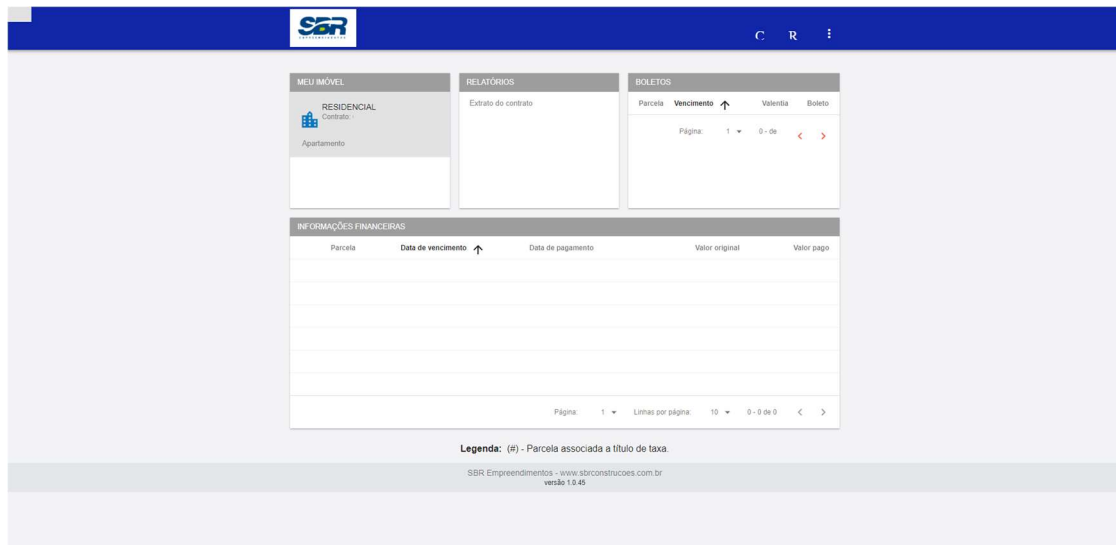 SBR
EMPREENDIMENTOS
C R
MEU IMÓVEL
RESIDENCIAL
Contrato: -
Apartamento
RELATÓRIOS
Extrato do contrato
BOLETOS
Parcela Vencimento Valentia Boleto
Página: 1 0 - de
INFORMAÇÕES FINANCEIRAS
Parcela Data de vencimento Data de pagamento Valor original Valor pago
Página: 1 Linhas por página: 10 0 - 0 de 0
Legenda: (#) - Parcela associada a título de taxa.
SBR Empreendimentos - www.sbrconstrucoes.com.br
versão 1.0.45